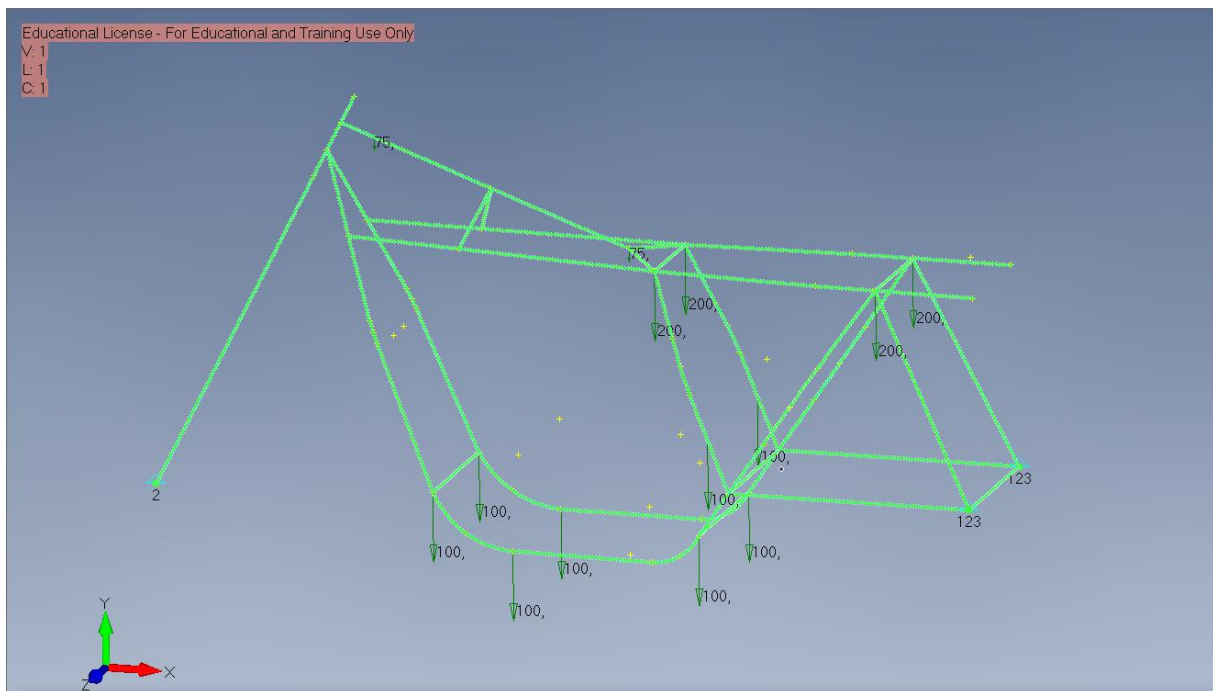 Educational License - For Educational and Training Use Only
V: 1
L: 1
C: 1
75,
75,
200,
200,
200,
200,
100,
100,
100,
100,
100,
100,
100,
100,
123
123
2
Y
X
Z